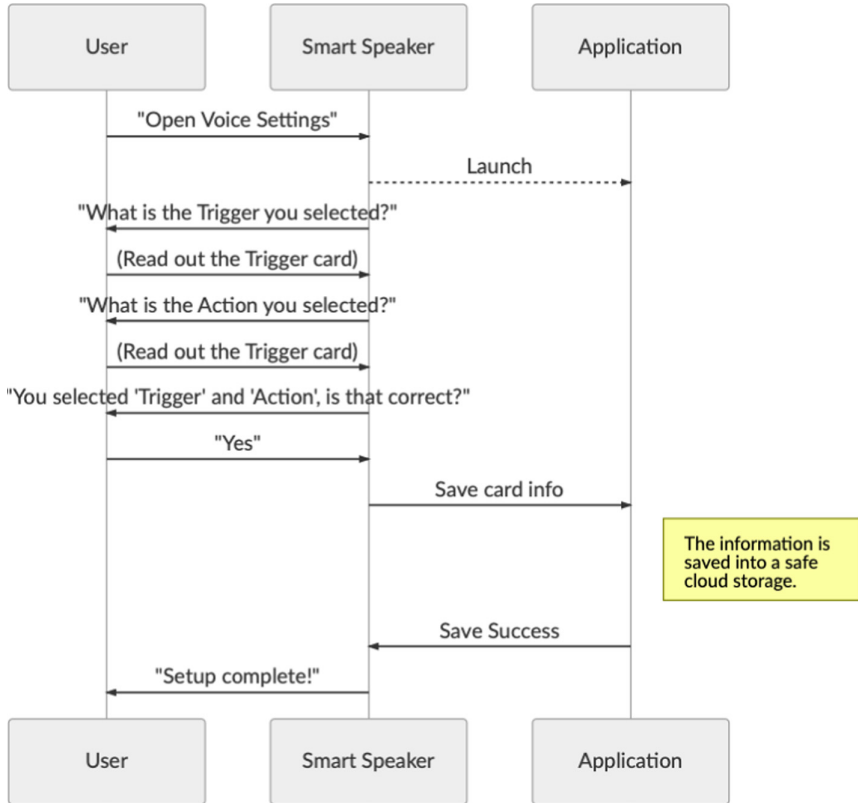 User
Smart Speaker
Application
"Open Voice Settings"
Launch
"What is the Trigger you selected?"
(Read out the Trigger card)
"What is the Action you selected?"
(Read out the Trigger card)
"You selected 'Trigger' and 'Action', is that correct?"
"Yes"
Save card info
The information is
saved into a safe
cloud storage.
Save Success
"Setup complete!"
User
Smart Speaker
Application